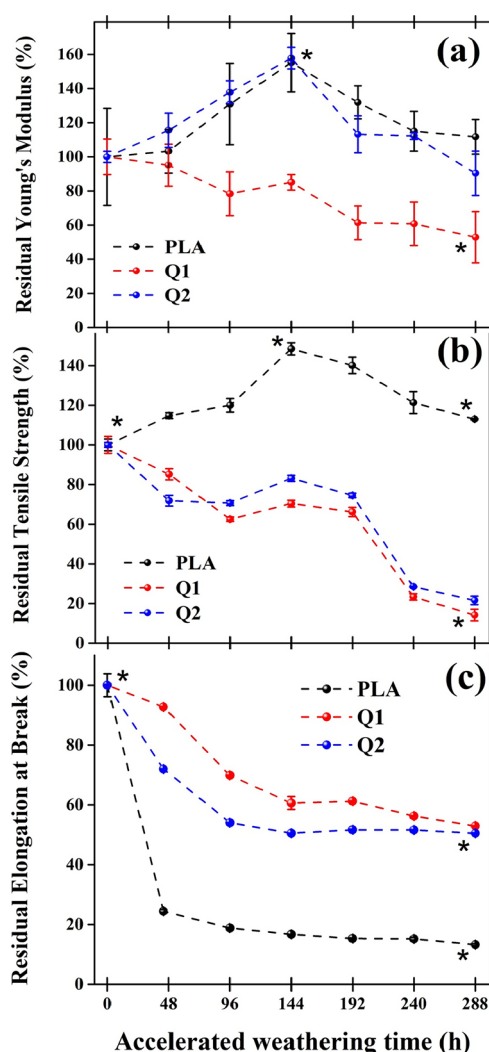 (a)
Residual Young's Modulus (%)
160
140
120
100
80
60
40
20
0
*
*
PLA
Q1
Q2
(b)
Residual Tensile Strength (%)
140
120
100
80
60
40
20
0
*
*
*
*
PLA
Q1
Q2
(c)
Residual Elongation at Break (%)
100
80
60
40
20
0
*
*
*
PLA
Q1
Q2
0 48 96 144 192 240 288
Accelerated weathering time (h)